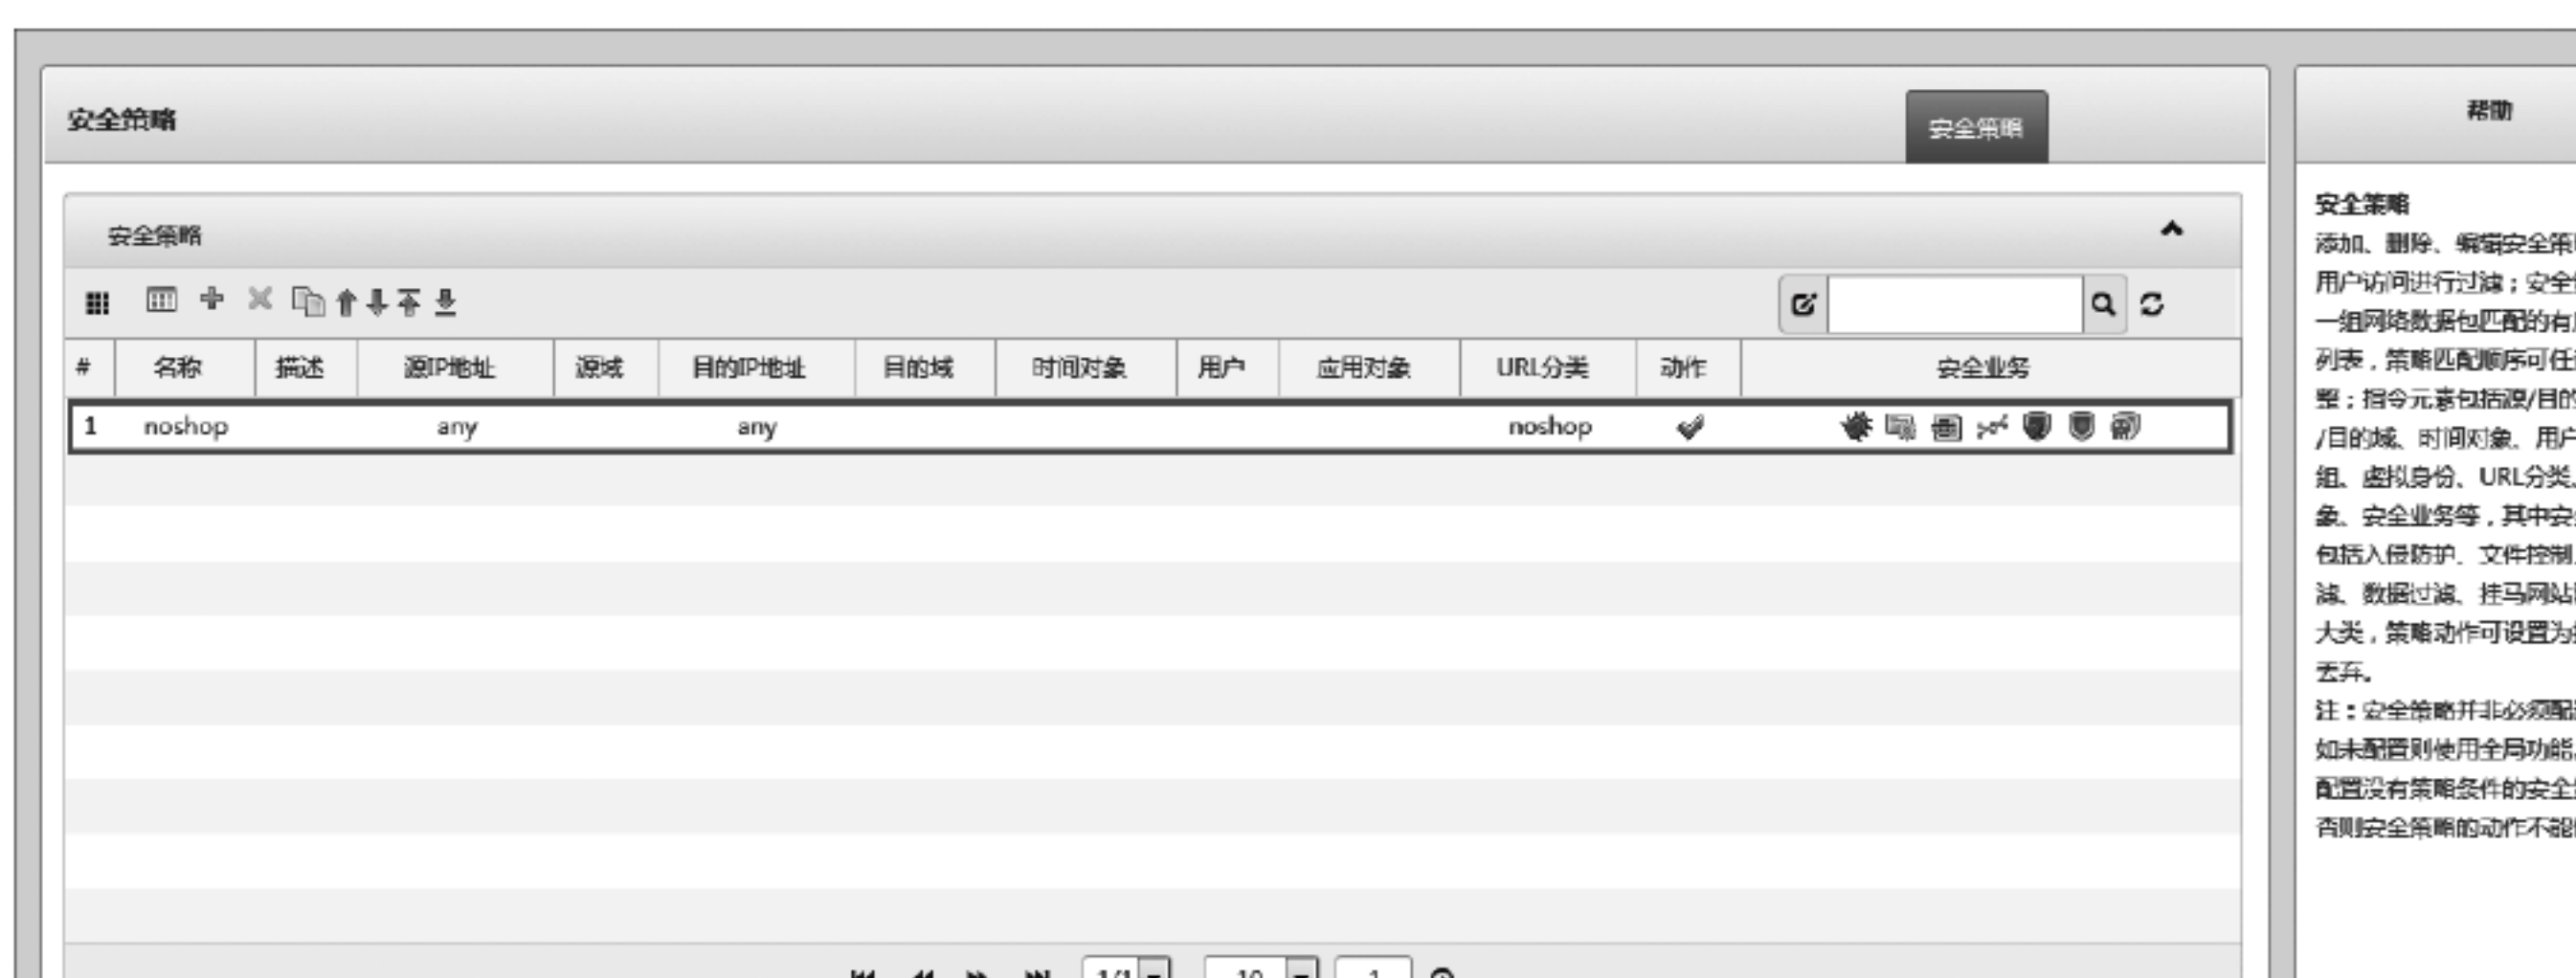 安全策略
安全策略
帮助
安全策略
# 名称 描述 源IP地址 源域 目的IP地址 目的域 时间对象 用户 应用对象 URL分类 动作 安全业务
1 noshop any any noshop
10 1
安全策略
添加、删除、编辑安全策
用户访问进行过滤；安全
一组网络数据包匹配的有
列表，策略匹配顺序可任
整；指令元素包括源/目的
/目的域、时间对象、用户
组、虚拟身份、URL分类、
象、安全业务等，其中安
包括入侵防护、文件控制
滤、数据过滤、挂马网站
大类，策略动作可设置为
丢弃。
注：安全策略并非必须配
如未配置则使用全局功能
配置没有策略条件的安全
否则安全策略的动作不能